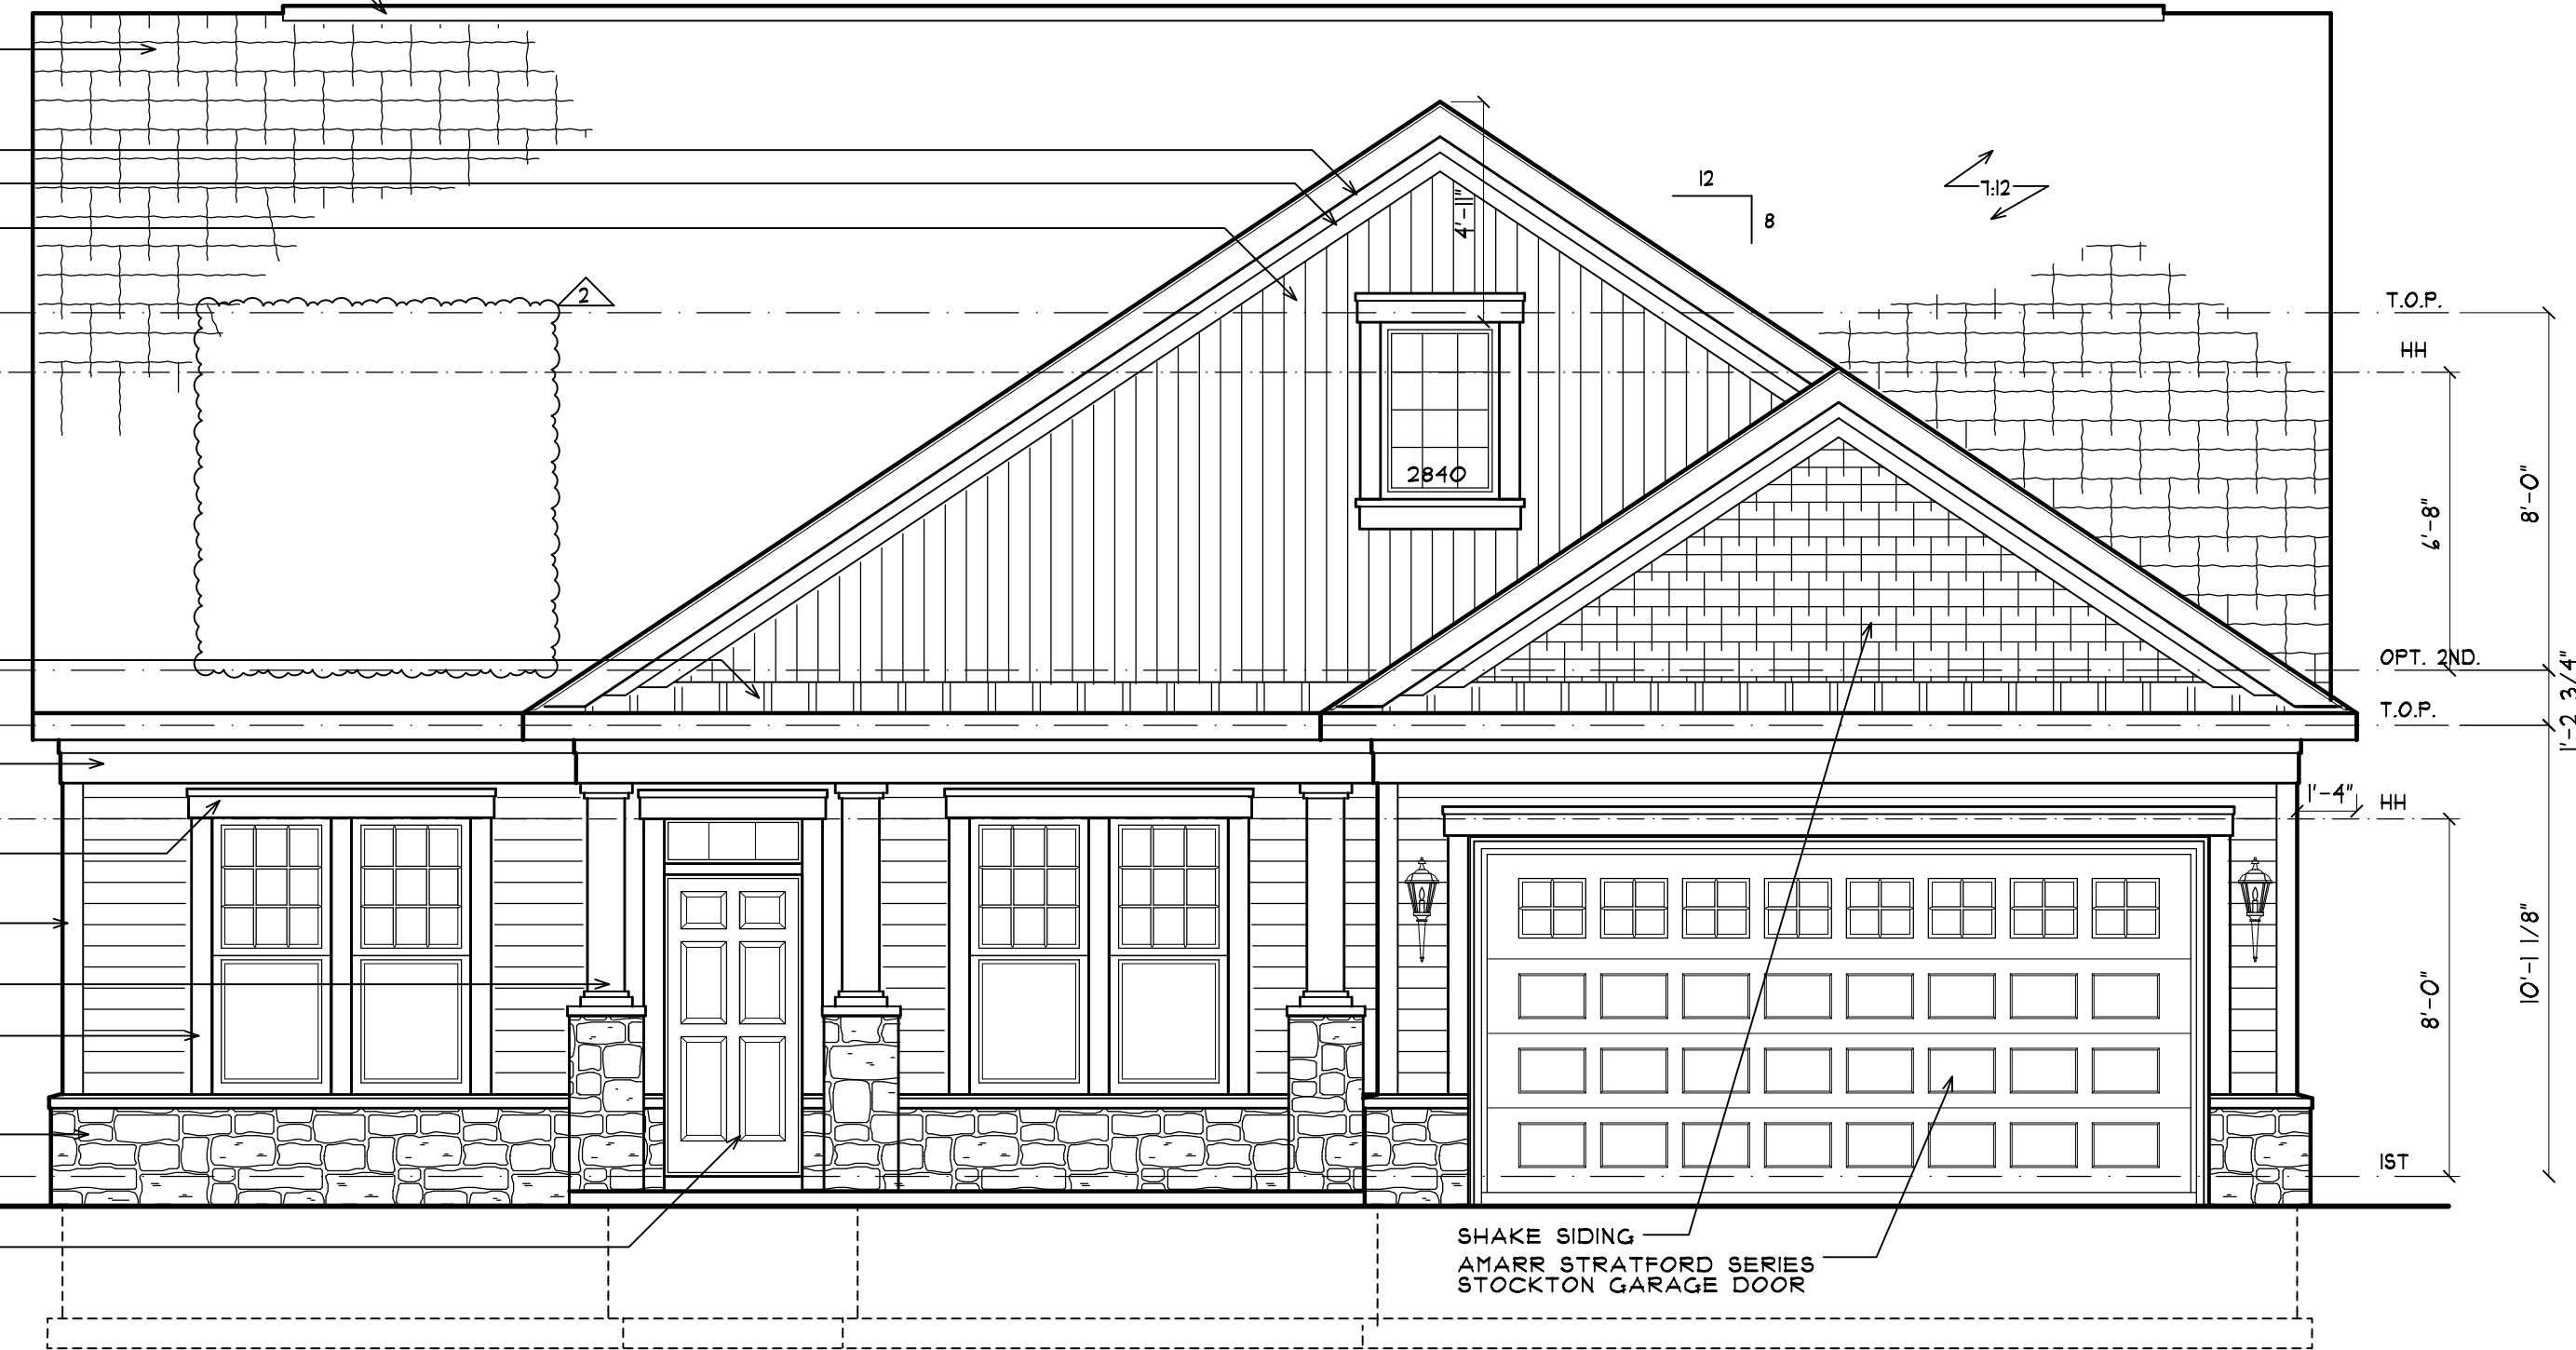 12
8
7:12
4'-11"
2
T.O.P.
HH
2840
6'-8"
8'-0"
OPT. 2ND.
1'-2 3/4"
T.O.P.
1'-4"
HH
8'-0"
10'-1 1/8"
1ST
SHAKE SIDING
AMARR STRATFORD SERIES
STOCKTON GARAGE DOOR